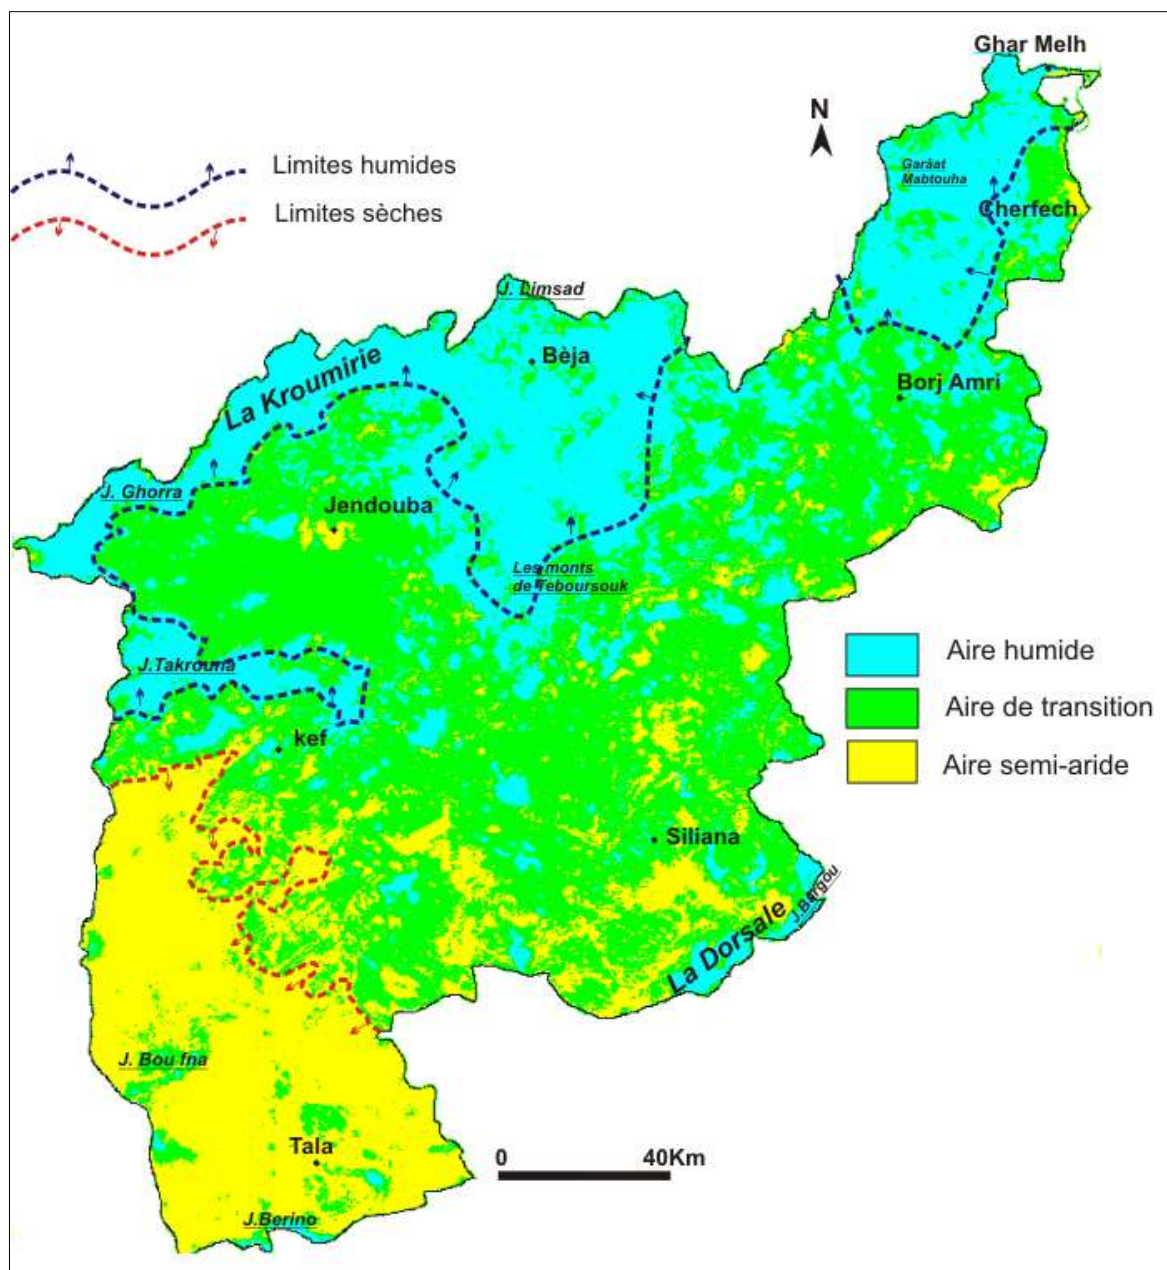 Ghar Melh
N
Limites humides
Garâat
Mabtouha
Limites sèches
Cherfech
J. Limsad
Bèja
La Kroumirie
Borj Amri
J. Ghorra
Jendouba
Les monts
de Teboursouk
Aire humide
J.Takrouna
Aire de transition
kef
Aire semi-aride
Siliana
J.Bargou
La Dorsale
J. Bou fna
Tala
0 40Km
J.Berino